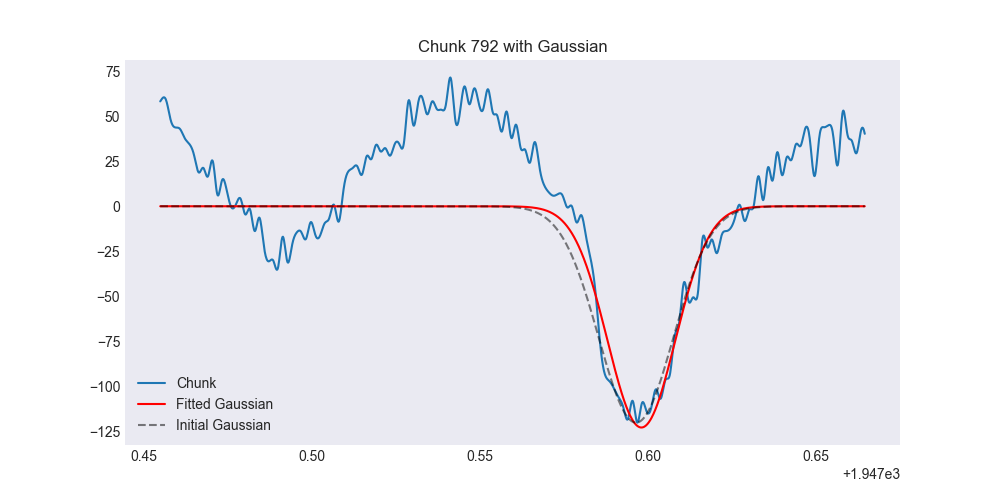 Chunk 792 with Gaussian
75
50
25
0
−25
−50
−75
−100
−125
Chunk
Fitted Gaussian
Initial Gaussian
0.45 0.50 0.55 0.60 0.65
+1.947e3